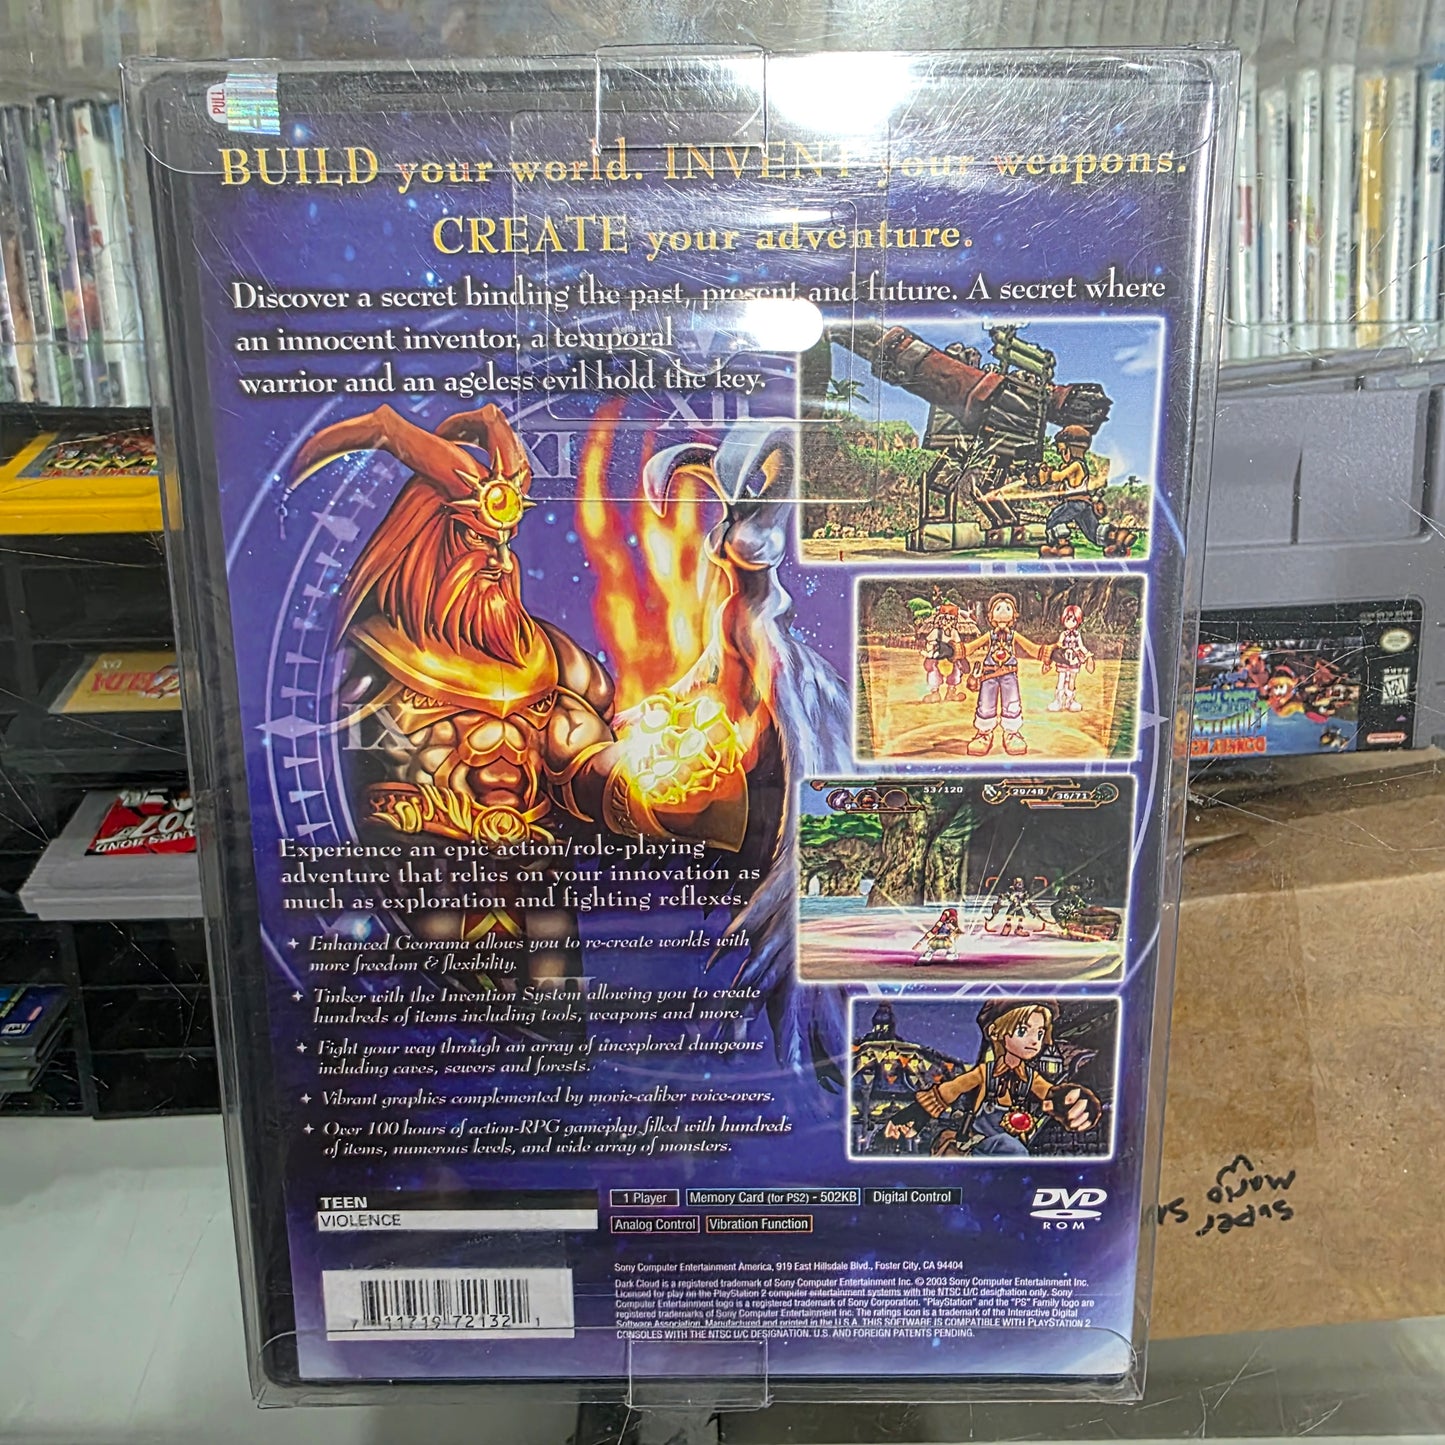 PULL
BUILD your world. INVENT your weapons.
CREATE your adventure.
Discover a secret binding the past, present and future. A secret where
an innocent inventor, a temporal
warrior and an ageless evil hold the key.
XII
XI
IX
53/120
29/48
36/71
Experience an epic action/role-playing
adventure that relies on your innovation as
much as exploration and fighting reflexes.
Enhanced Georama allows you to re-create worlds with
more freedom & flexibility.
Tinker with the Invention System allowing you to create
hundreds of items including tools, weapons and more.
Fight your way through an array of unexplored dungeons
including caves, sewers and forests.
Vibrant graphics complemented by movie-caliber voice-overs.
Over 100 hours of action-RPG gameplay filled with hundreds
of items, numerous levels, and wide array of monsters.
TEEN
VIOLENCE
1 Player
Memory Card (for PS2) - 502KB
Digital Control
Analog Control
Vibration Function
DVD
ROM
7 11719 72132 1
Sony Computer Entertainment America, 919 East Hillsdale Blvd., Foster City, CA 94404
Dark Cloud is a registered trademark of Sony Computer Entertainment Inc. © 2003 Sony Computer Entertainment Inc.
Licensed for play on the PlayStation 2 computer entertainment systems with the NTSC U/C designation only. Sony
Computer Entertainment logo is a registered trademark of Sony Corporation. "PlayStation" and the "PS" Family logo are
registered trademarks of Sony Computer Entertainment Inc. The ratings icon is a trademark of the Interactive Digital
Software Association. Manufactured and printed in the U.S.A. THIS SOFTWARE IS COMPATIBLE WITH PLAYSTATION 2
CONSOLES WITH THE NTSC U/C DESIGNATION. U.S. AND FOREIGN PATENTS PENDING.
007
JAMES BOND
Nintendo
SUPER
MARIO